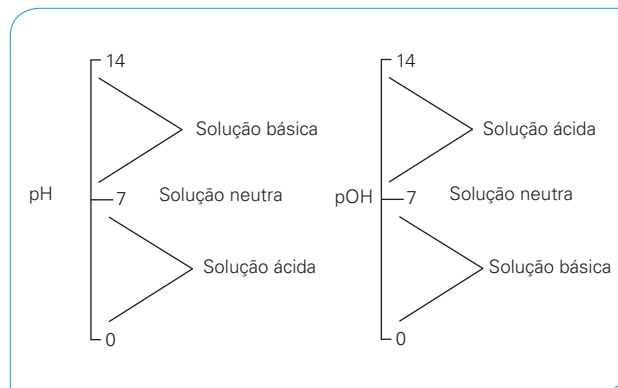 14
Solução básica
pH
7
Solução neutra
Solução ácida
0
14
Solução ácida
pOH
7
Solução neutra
Solução básica
0